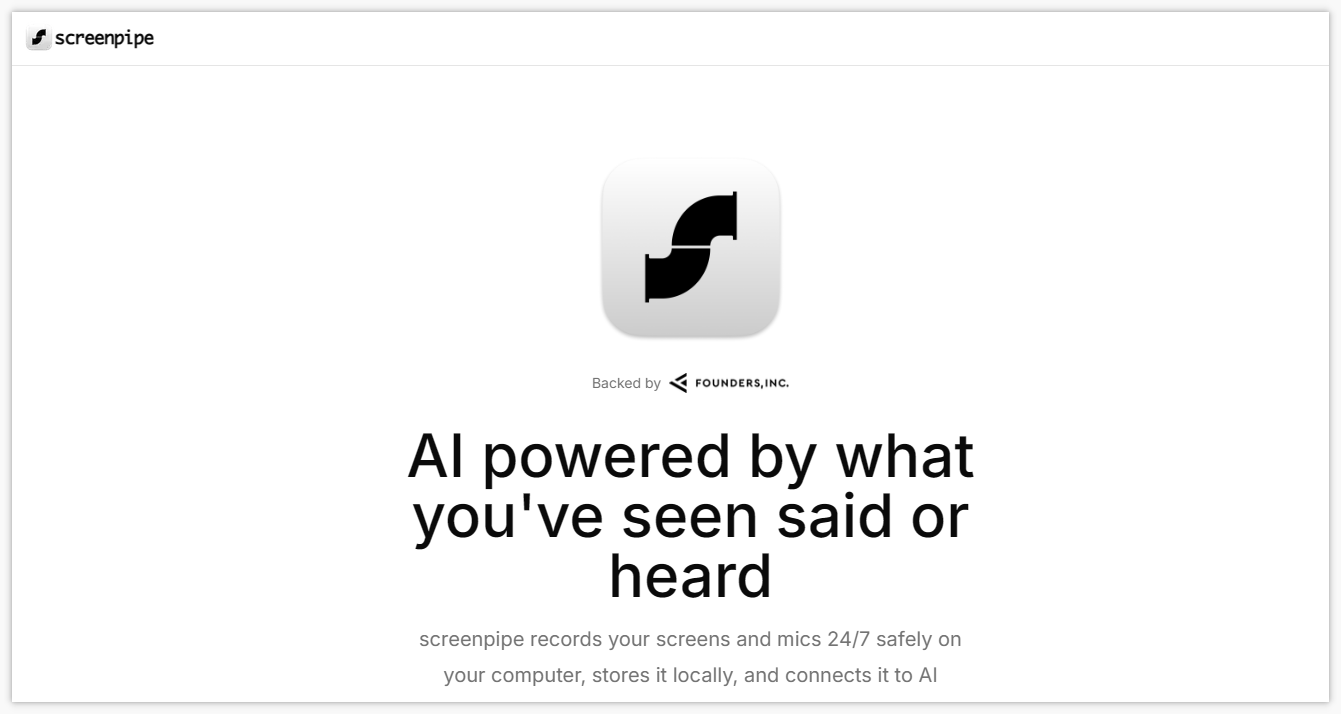 screenpipe
Backed by FOUNDERS,INC.
AI powered by what
you've seen said or
heard
screenpipe records your screens and mics 24/7 safely on
your computer, stores it locally, and connects it to AI